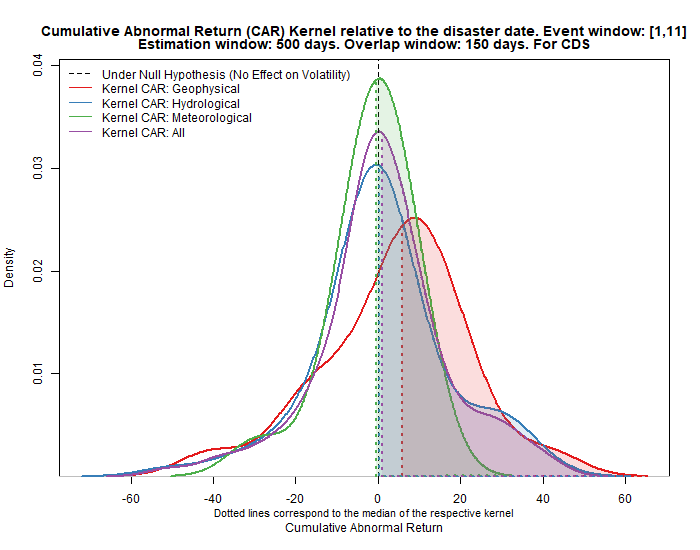 Cumulative Abnormal Return (CAR) Kernel relative to the disaster date. Event window: [1,11]
Estimation window: 500 days. Overlap window: 150 days. For CDS
Under Null Hypothesis (No Effect on Volatility)
Kernel CAR: Geophysical
Kernel CAR: Hydrological
Kernel CAR: Meteorological
Kernel CAR: All
Density
0.04
0.03
0.02
0.01
-60 -40 -20 0 20 40 60
Dotted lines correspond to the median of the respective kernel
Cumulative Abnormal Return